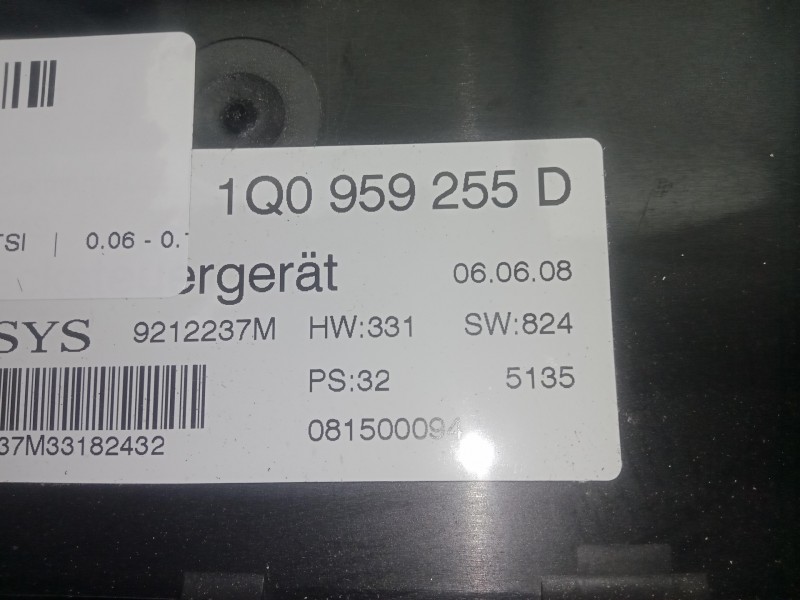 1Q0 959 255 D
TSI | 0.06 - 0.
ergerät 06.06.08
SYS 9212237M HW:331 SW:824
PS:32 5135
37M33182432 081500094